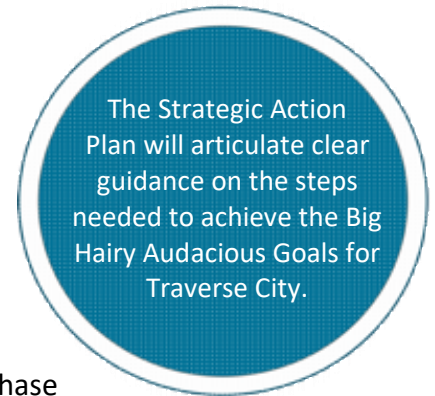 The Strategic Action
Plan will articulate clear
guidance on the steps
needed to achieve the Big
Hairy Audacious Goals for
Traverse City.
hase